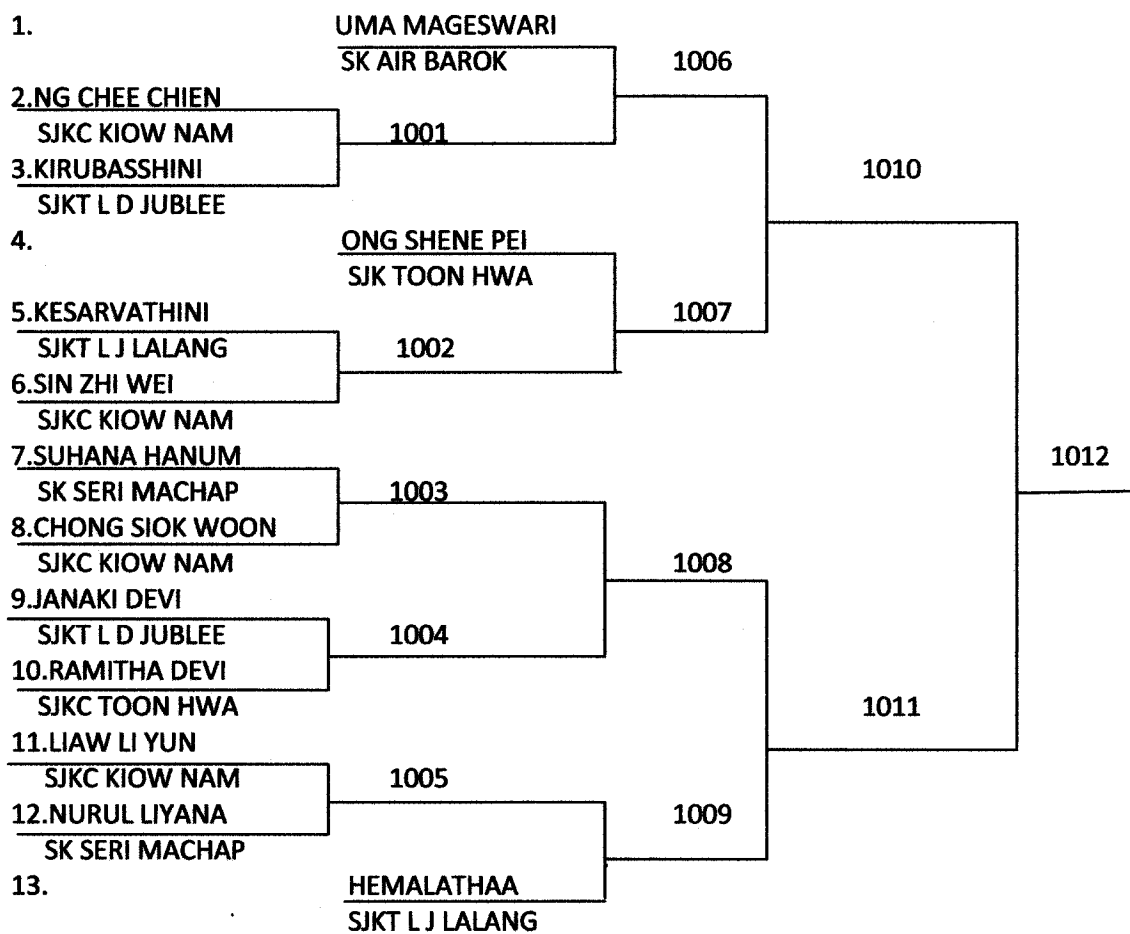 1. UMA MAGESWARI
SK AIR BAROK 1006
2.NG CHEE CHIEN
SJKC KIOW NAM 1001
3.KIRUBASSHINI 1010
SJKT L D JUBLEE
4. ONG SHENE PEI
SJK TOON HWA
5.KESARVATHINI 1007
SJKT L J LALANG 1002
6.SIN ZHI WEI
SJKC KIOW NAM
7.SUHANA HANUM 1012
SK SERI MACHAP 1003
8.CHONG SIOK WOON
SJKC KIOW NAM 1008
9.JANAKI DEVI
SJKT L D JUBLEE 1004
10.RAMITHA DEVI
SJKC TOON HWA 1011
11.LIAW LI YUN
SJKC KIOW NAM 1005
12.NURUL LIYANA 1009
SK SERI MACHAP
13. HEMALATHAA
SJKT L J LALANG